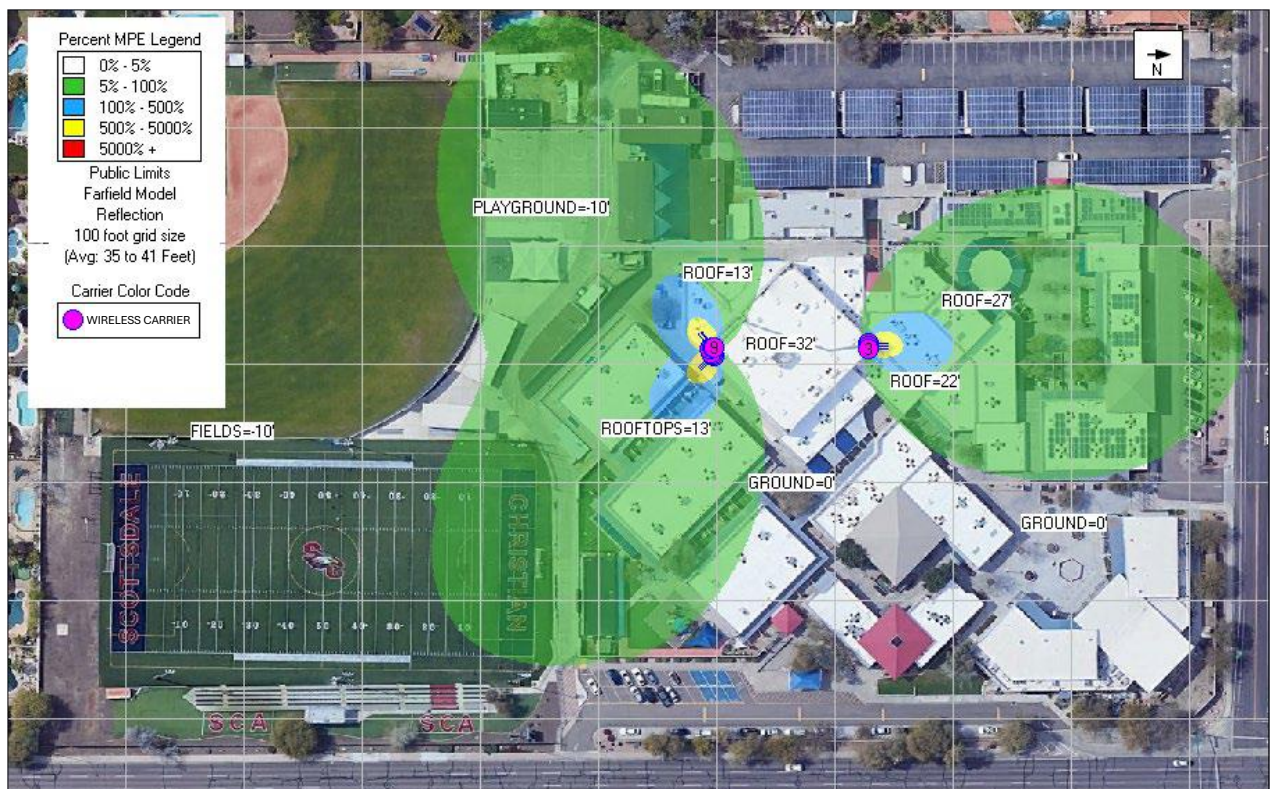 Percent MPE Legend
0% - 5%
5% - 100%
100% - 500%
500% - 5000%
5000% +
Public Limits
Farfield Model
Reflection
100 foot grid size
(Avg: 35 to 41 Feet)
Carrier Color Code
WIRELESS CARRIER
N
PLAYGROUND=-10'
ROOF=13'
ROOF=27'
9
ROOF=32'
3
ROOF=22'
FIELDS=-10'
ROOFTOPS=13'
GROUND=0'
GROUND=0'
SCOTTSDALE
CHRISTIAN
SCA
SCA